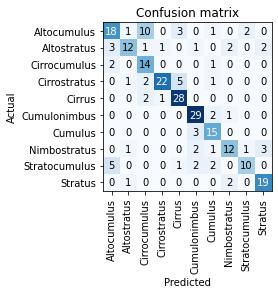 Confusion matrix
Actual
Altocumulus 18 1 10 0 3 0 1 0 2 0
Altostratus 3 12 1 1 0 1 0 2 0 2
Cirrocumulus 2 0 14 0 0 0 1 0 0 0
Cirrostratus 0 1 2 22 5 0 1 0 0 0
Cirrus 0 0 2 1 28 0 0 0 0 0
Cumulonimbus 0 0 0 0 0 29 2 1 0 0
Cumulus 0 0 0 0 0 3 15 0 0 0
Nimbostratus 0 1 0 0 0 2 1 12 1 3
Stratocumulus 5 0 0 0 1 2 2 0 10 0
Stratus 0 1 0 0 0 0 0 2 0 19
Altocumulus
Altostratus
Cirrocumulus
Cirrostratus
Cirrus
Cumulonimbus
Cumulus
Nimbostratus
Stratocumulus
Stratus
Predicted